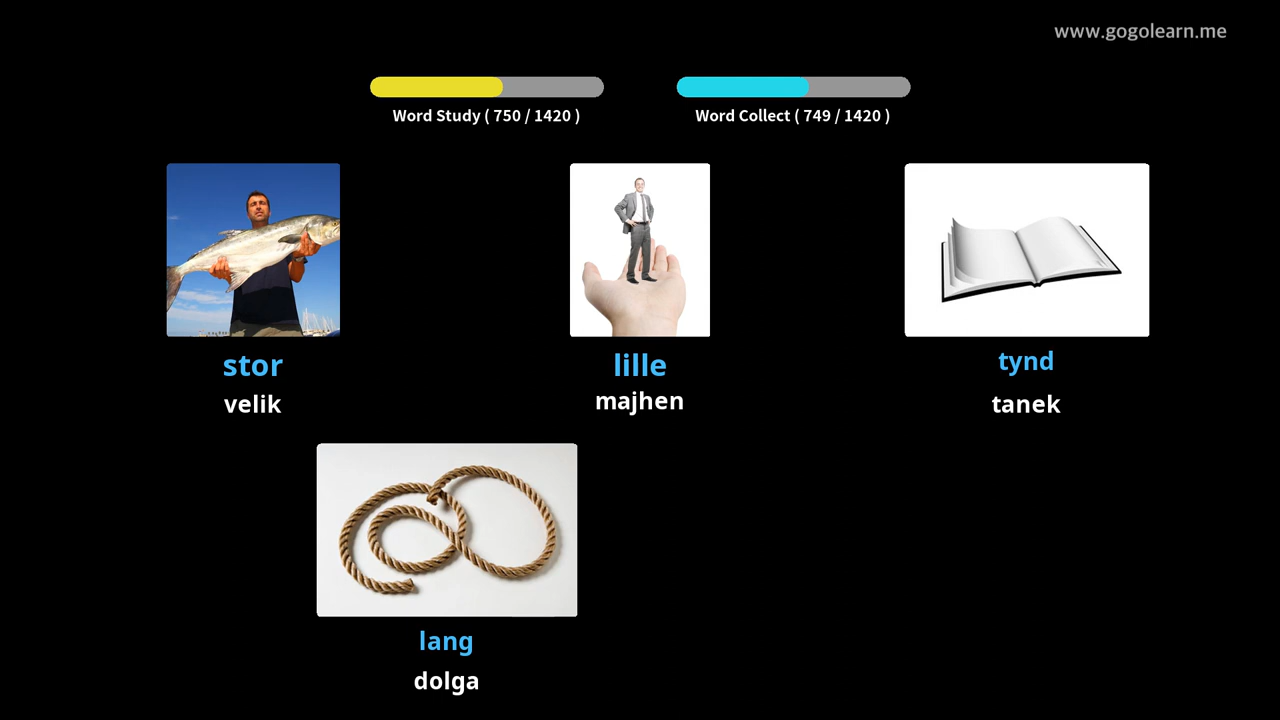 www.gogolearn.me
Word Study ( 750 / 1420 )
Word Collect ( 749 / 1420 )
stor
velik
lille
majhen
tynd
tanek
lang
dolga